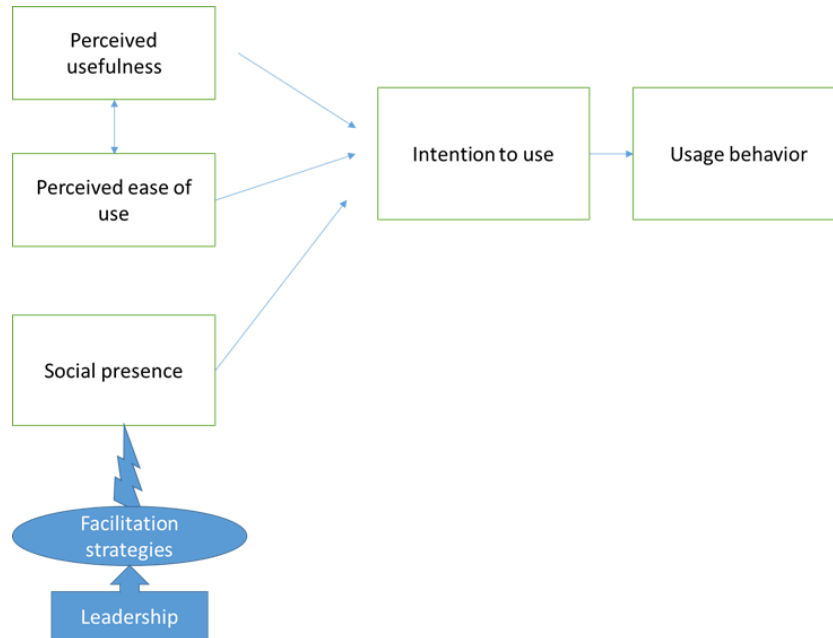 Perceived
usefulness
Perceived ease of
use
Intention to use
Usage behavior
Social presence
Facilitation
strategies
Leadership